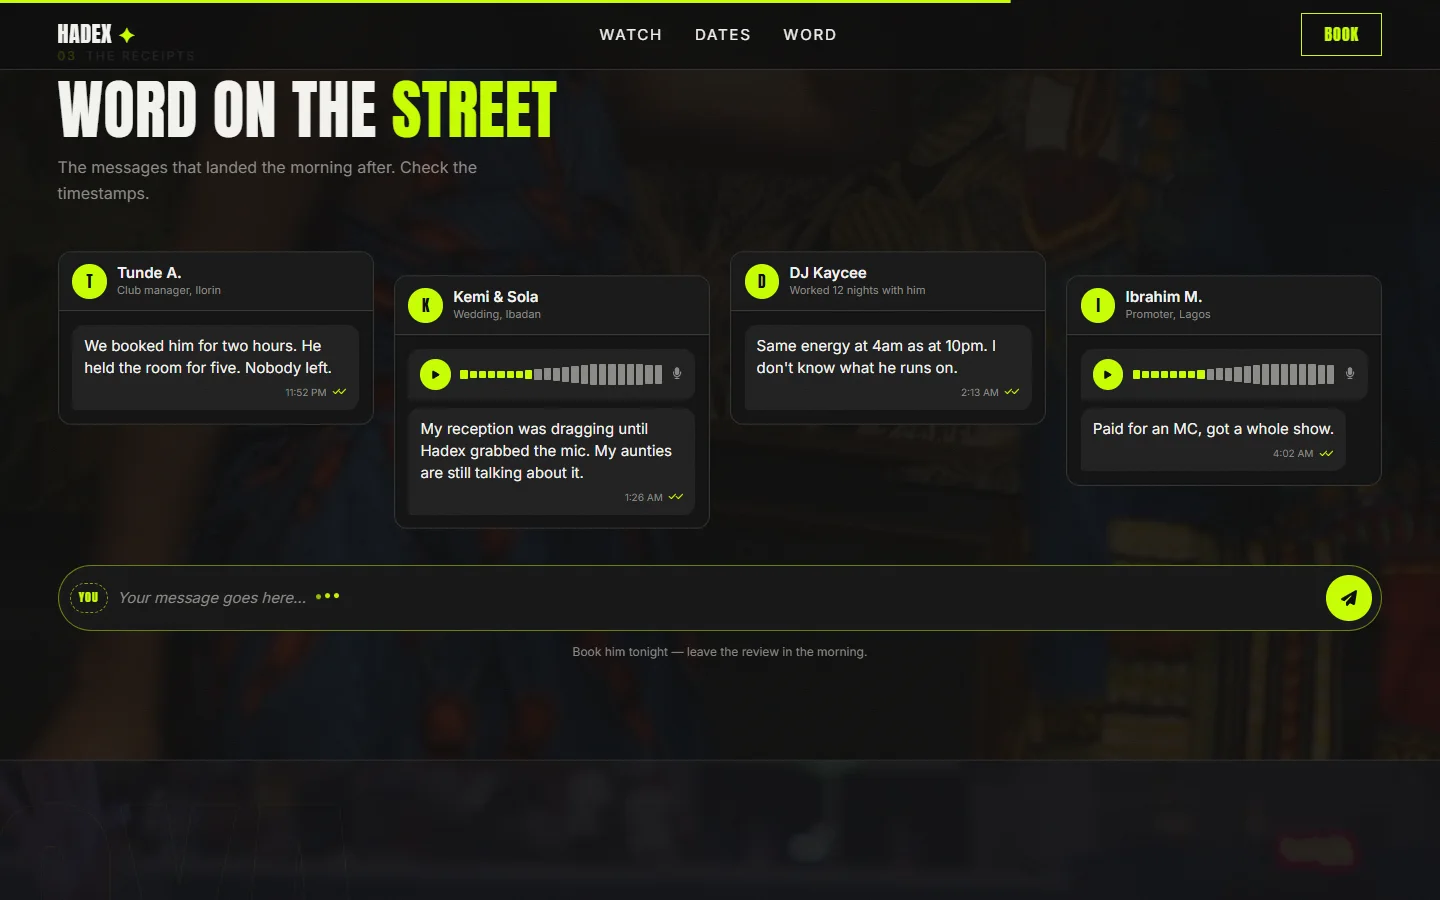 HADEX
WATCH
DATES
WORD
BOOK
03 THE RECEIPTS
WORD ON THE STREET
The messages that landed the morning after. Check the
timestamps.
T
Tunde A.
Club manager, Ilorin
We booked him for two hours. He
held the room for five. Nobody left.
11:52 PM
K
Kemi & Sola
Wedding, Ibadan
My reception was dragging until
Hadex grabbed the mic. My aunties
are still talking about it.
1:26 AM
D
DJ Kaycee
Worked 12 nights with him
Same energy at 4am as at 10pm. I
don't know what he runs on.
2:13 AM
I
Ibrahim M.
Promoter, Lagos
Paid for an MC, got a whole show.
4:02 AM
YOU
Your message goes here...
Book him tonight — leave the review in the morning.